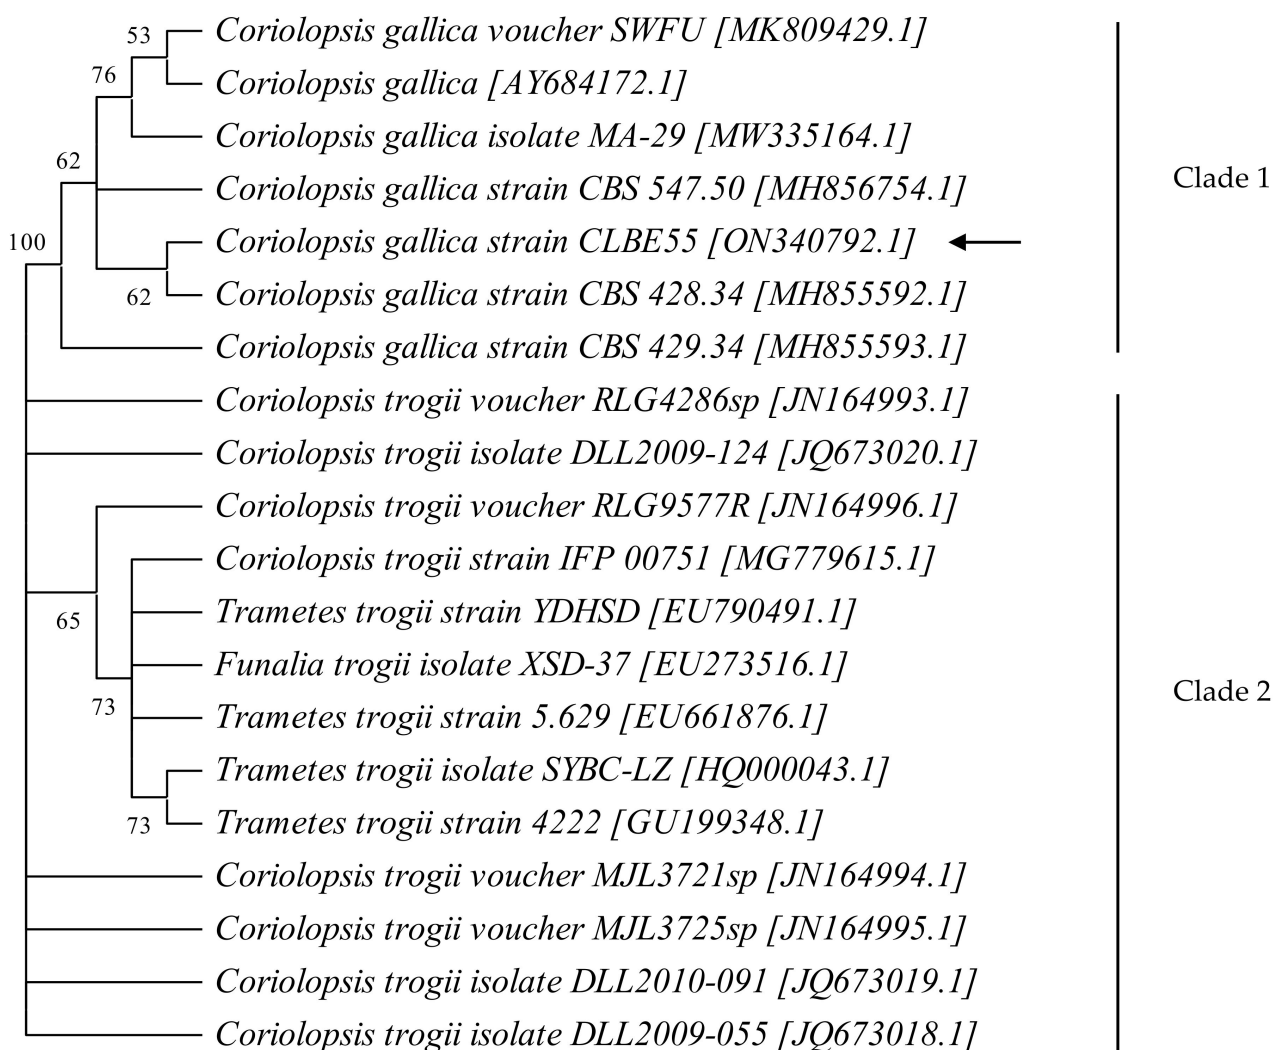 53
Coriolopsis gallica voucher SWFU [MK809429.1]
76
Coriolopsis gallica [AY684172.1]
Coriolopsis gallica isolate MA-29 [MW335164.1]
62
Clade 1
Coriolopsis gallica strain CBS 547.50 [MH856754.1]
100
Coriolopsis gallica strain CLBE55 [ON340792.1]
62
Coriolopsis gallica strain CBS 428.34 [MH855592.1]
Coriolopsis gallica strain CBS 429.34 [MH855593.1]
Coriolopsis trogii voucher RLG4286sp [JN164993.1]
Coriolopsis trogii isolate DLL2009-124 [JQ673020.1]
Coriolopsis trogii voucher RLG9577R [JN164996.1]
Coriolopsis trogii strain IFP 00751 [MG779615.1]
65
Trametes trogii strain YDHSD [EU790491.1]
Funalia trogii isolate XSD-37 [EU273516.1]
Clade 2
73
Trametes trogii strain 5.629 [EU661876.1]
Trametes trogii isolate SYBC-LZ [HQ000043.1]
73
Trametes trogii strain 4222 [GU199348.1]
Coriolopsis trogii voucher MJL3721sp [JN164994.1]
Coriolopsis trogii voucher MJL3725sp [JN164995.1]
Coriolopsis trogii isolate DLL2010-091 [JQ673019.1]
Coriolopsis trogii isolate DLL2009-055 [JQ673018.1]